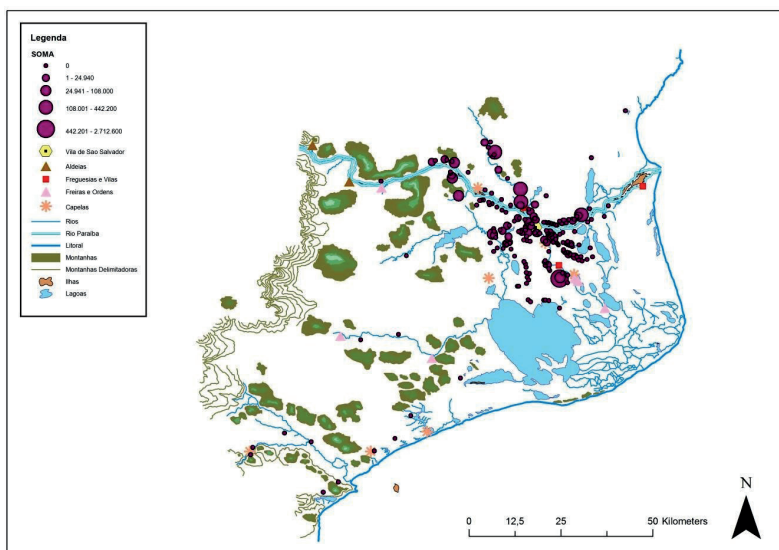 Legenda
SOMA
0
1 - 24.940
24.941 - 108.000
108.001 - 442.200
442.201 - 2.712.600
Vila de Sao Salvador
Aldeias
Freguesias e Vilas
Freiras e Ordens
Capelas
Rios
Rio Paraiba
Litoral
Montanhas
Montanhas Delimitadoras
Ilhas
Lagoas
N
0 12,5 25 50 Kilometers